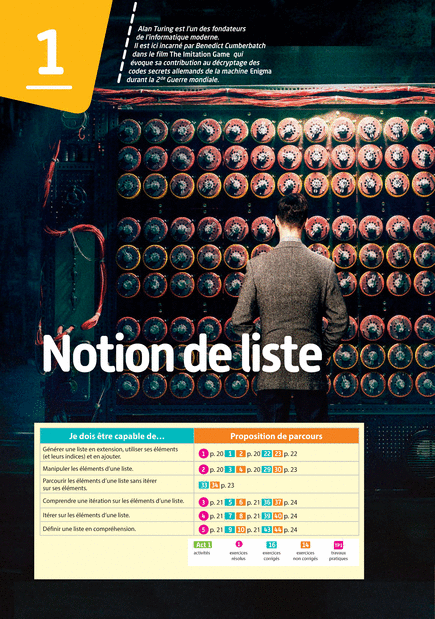 1
Alan Turing est l'un des fondateurs
de l'informatique moderne.
Il est ici incarné par Benedict Cumberbatch
dans le film The Imitation Game qui
évoque sa contribution au décryptage des
codes secrets allemands de la machine Enigma
durant la 2de Guerre mondiale.
Notion de liste
Je dois être capable de... Proposition de parcours
Générer une liste en extension, utiliser ses éléments
(et leurs indices) et en ajouter.
1 p. 20 1 2 p. 20 22 23 p. 22
Manipuler les éléments d'une liste. 2 p. 20 3 4 p. 20 29 30 p. 23
Parcourir les éléments d'une liste sans itérer
sur ses éléments.
33 34 p. 23
Comprendre une itération sur les éléments d'une liste. 3 p. 21 5 6 p. 21 36 37 p. 24
Itérer sur les éléments d'une liste. 4 p. 21 7 8 p. 21 38 40 p. 24
Définir une liste en compréhension. 5 p. 21 9 10 p. 21 43 44 p. 24
Act 1 1 16 14 TP1
activités exercices résolus exercices corrigés exercices non corrigés travaux pratiques